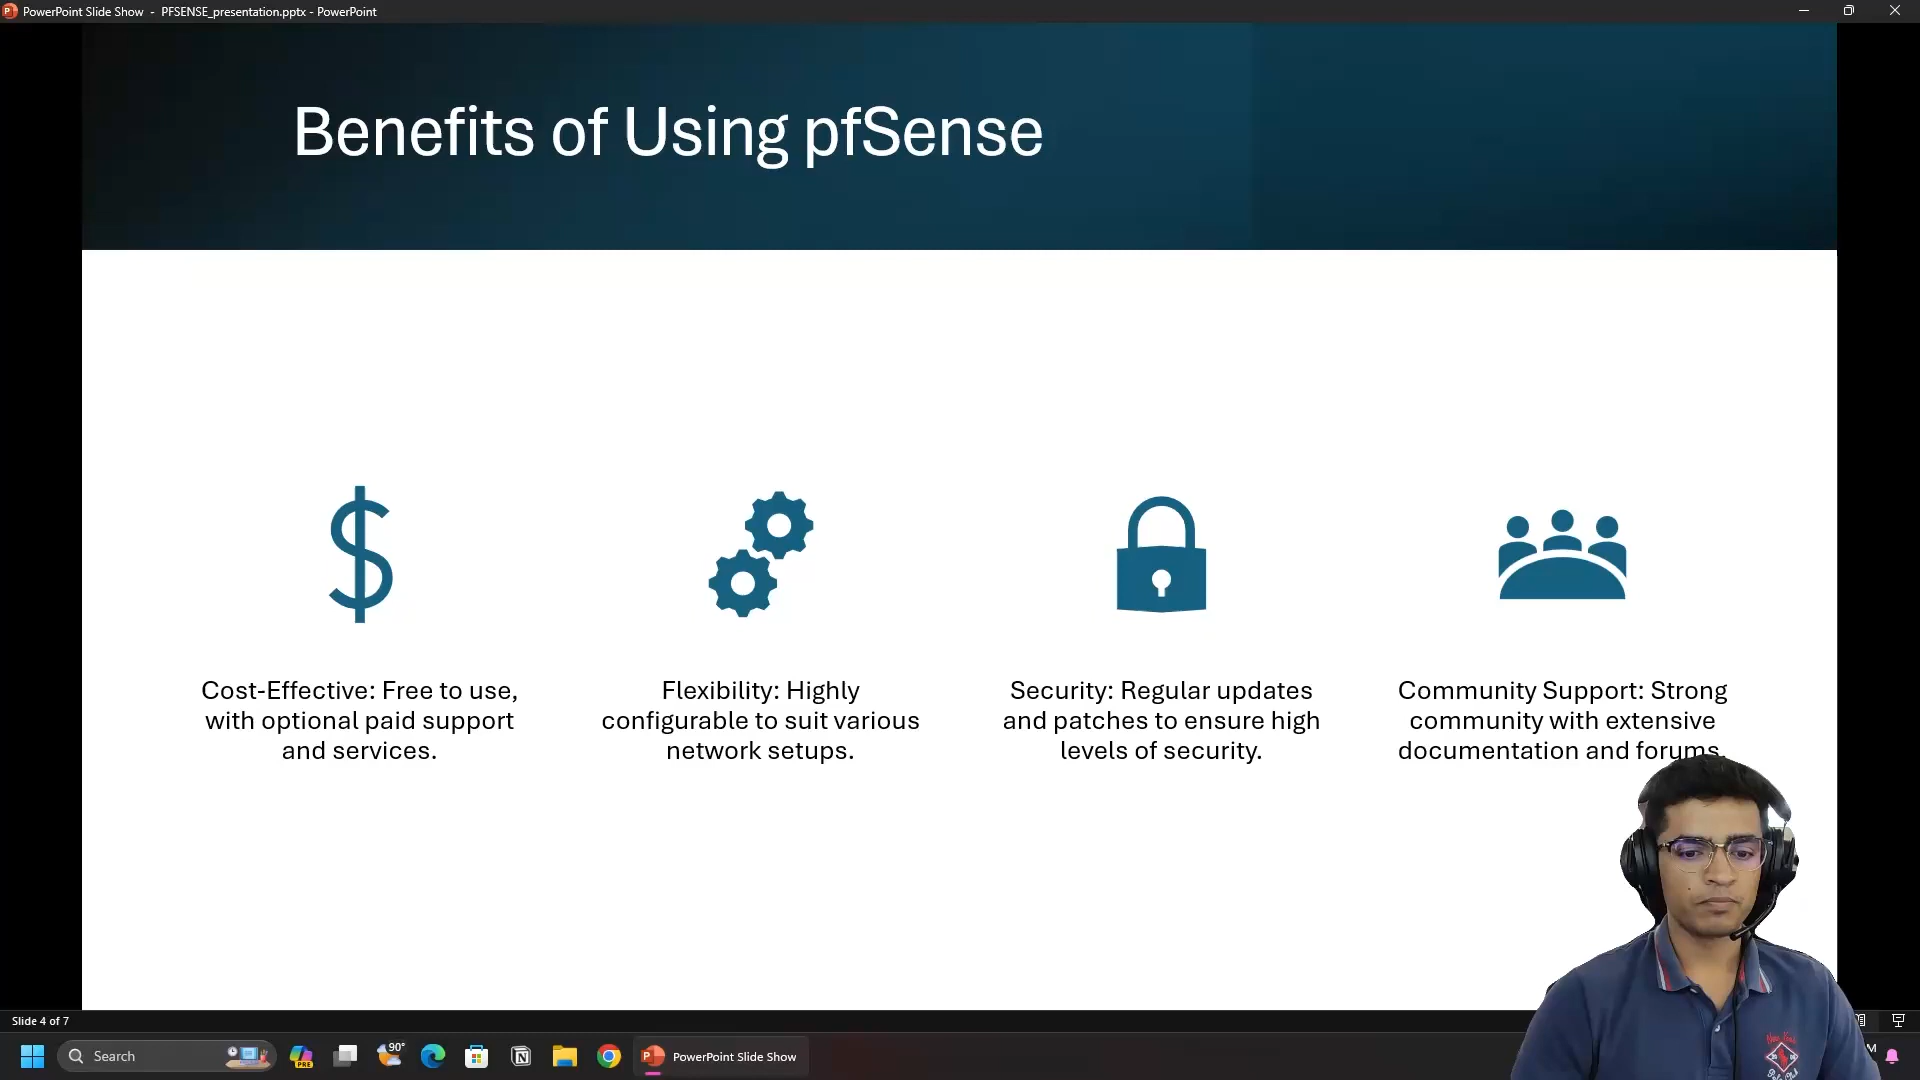 PowerPoint Slide Show - PFSENSE_presentation.pptx - PowerPoint
Benefits of Using pfSense
Cost-Effective: Free to use,
with optional paid support
and services.
Flexibility: Highly
configurable to suit various
network setups.
Security: Regular updates
and patches to ensure high
levels of security.
Community Support: Strong
community with extensive
documentation and forums.
Slide 4 of 7
Search
PRE
90°
PowerPoint Slide Show